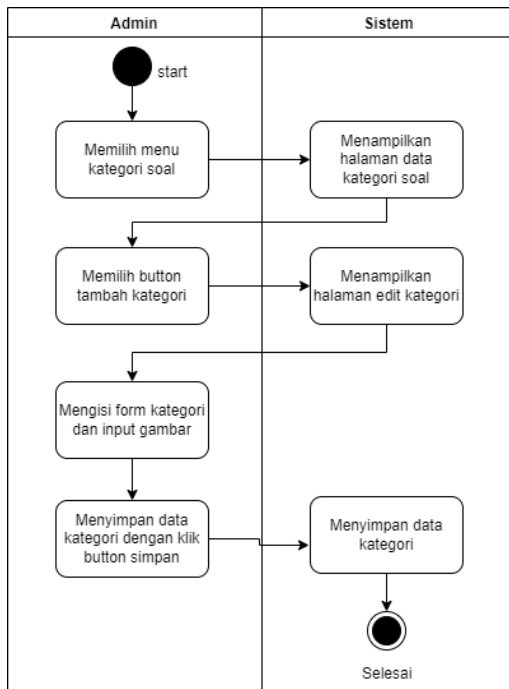 Admin
Sistem
start
Memilih menu
kategori soal
Menampilkan
halaman data
kategori soal
Memilih button
tambah kategori
Menampilkan
halaman edit kategori
Mengisi form kategori
dan input gambar
Menyimpan data
kategori dengan klik
button simpan
Menyimpan data
kategori
Selesai